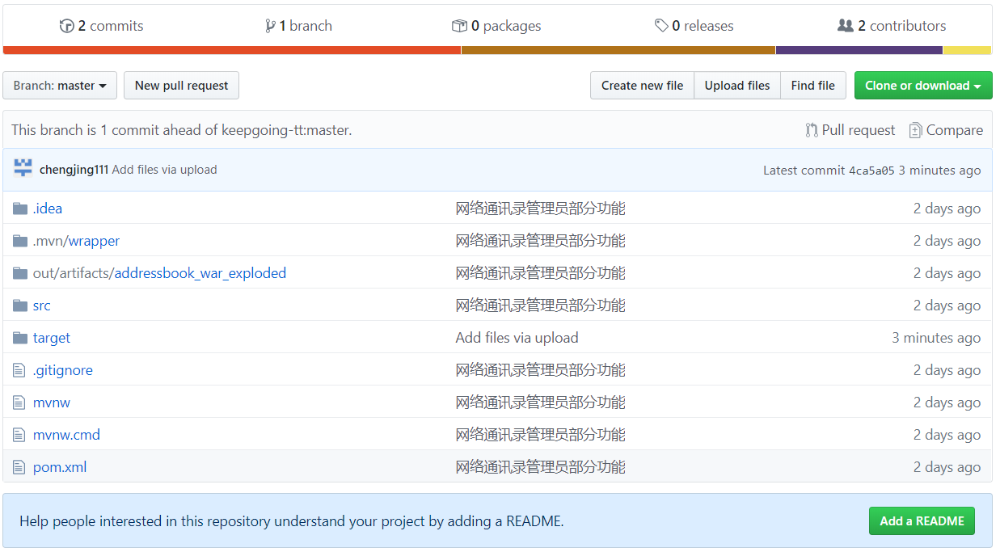 2 commits 1 branch 0 packages 0 releases 2 contributors
Branch: master New pull request Create new file Upload files Find file Clone or download
This branch is 1 commit ahead of keepgoing-tt:master. Pull request Compare
chengjing111 Add files via upload Latest commit 4ca5a05 3 minutes ago
.idea 网络通讯录管理员部分功能 2 days ago
.mvn/wrapper 网络通讯录管理员部分功能 2 days ago
out/artifacts/addressbook_war_exploded 网络通讯录管理员部分功能 2 days ago
src 网络通讯录管理员部分功能 2 days ago
target Add files via upload 3 minutes ago
.gitignore 网络通讯录管理员部分功能 2 days ago
mvnw 网络通讯录管理员部分功能 2 days ago
mvnw.cmd 网络通讯录管理员部分功能 2 days ago
pom.xml 网络通讯录管理员部分功能 2 days ago
Help people interested in this repository understand your project by adding a README. Add a README